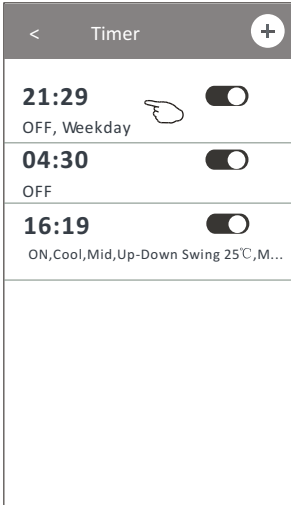 < Timer +
21:29
OFF, Weekday
04:30
OFF
16:19
ON,Cool,Mid,Up-Down Swing 25℃,M...